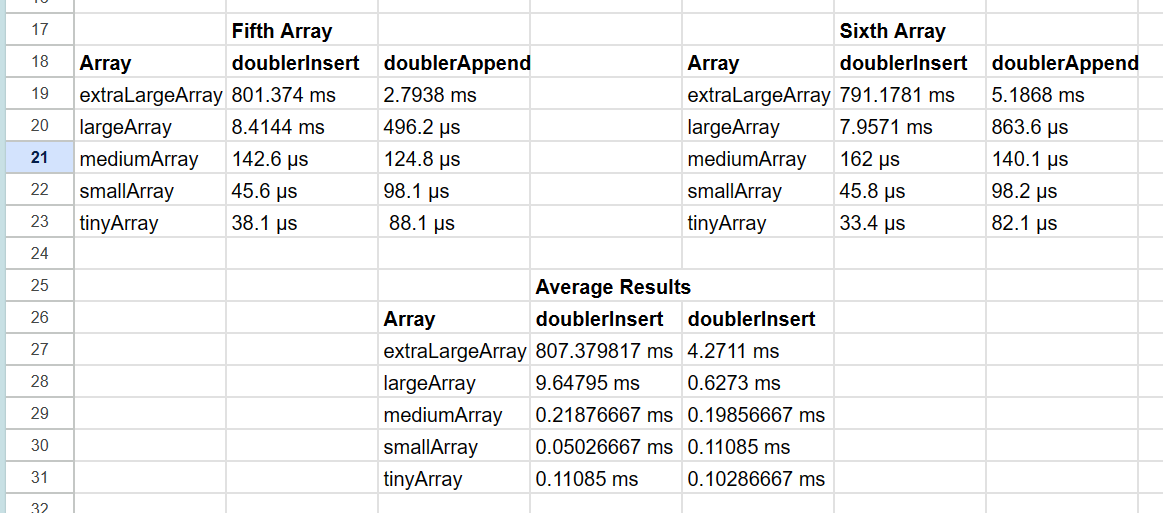 17 Fifth Array Sixth Array
18 Array doublerInsert doublerAppend Array doublerInsert doublerAppend
19 extraLargeArray 801.374 ms 2.7938 ms extraLargeArray 791.1781 ms 5.1868 ms
20 largeArray 8.4144 ms 496.2 μs largeArray 7.9571 ms 863.6 μs
21 mediumArray 142.6 μs 124.8 μs mediumArray 162 μs 140.1 μs
22 smallArray 45.6 μs 98.1 μs smallArray 45.8 μs 98.2 μs
23 tinyArray 38.1 μs 88.1 μs tinyArray 33.4 μs 82.1 μs
24
25 Average Results
26 Array doublerInsert doublerInsert
27 extraLargeArray 807.379817 ms 4.2711 ms
28 largeArray 9.64795 ms 0.6273 ms
29 mediumArray 0.21876667 ms 0.19856667 ms
30 smallArray 0.05026667 ms 0.11085 ms
31 tinyArray 0.11085 ms 0.10286667 ms
32